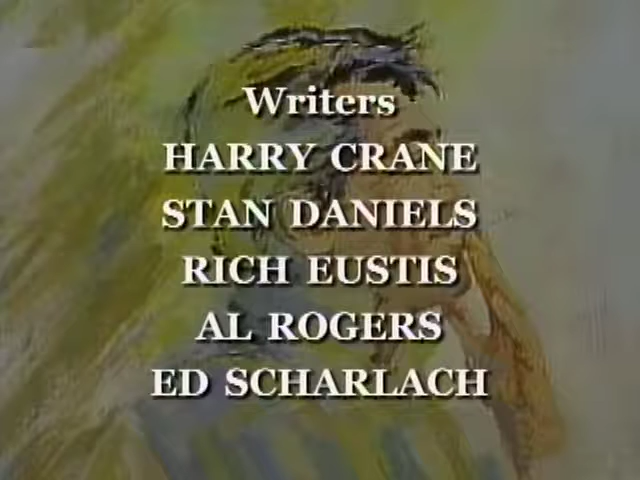 Writers
HARRY CRANE
STAN DANIELS
RICH EUSTIS
AL ROGERS
ED SCHARLACH